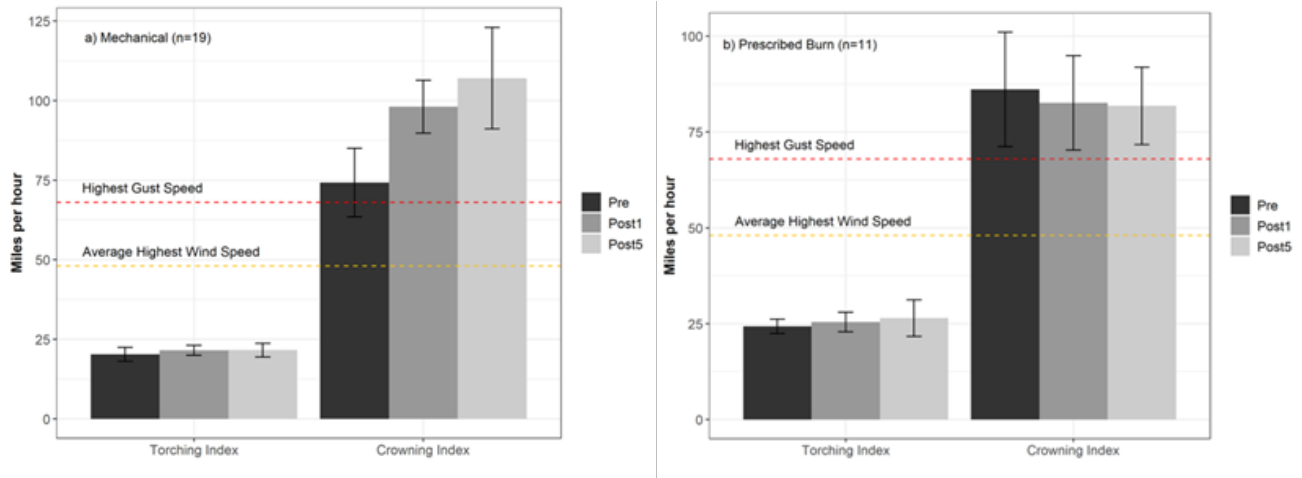 a) Mechanical (n=19)
Miles per hour
125
100
75
50
25
0
Highest Gust Speed
Average Highest Wind Speed
Torching Index
Crowning Index
Pre
Post1
Post5
b) Prescribed Burn (n=11)
Miles per hour
100
75
50
25
0
Highest Gust Speed
Average Highest Wind Speed
Torching Index
Crowning Index
Pre
Post1
Post5